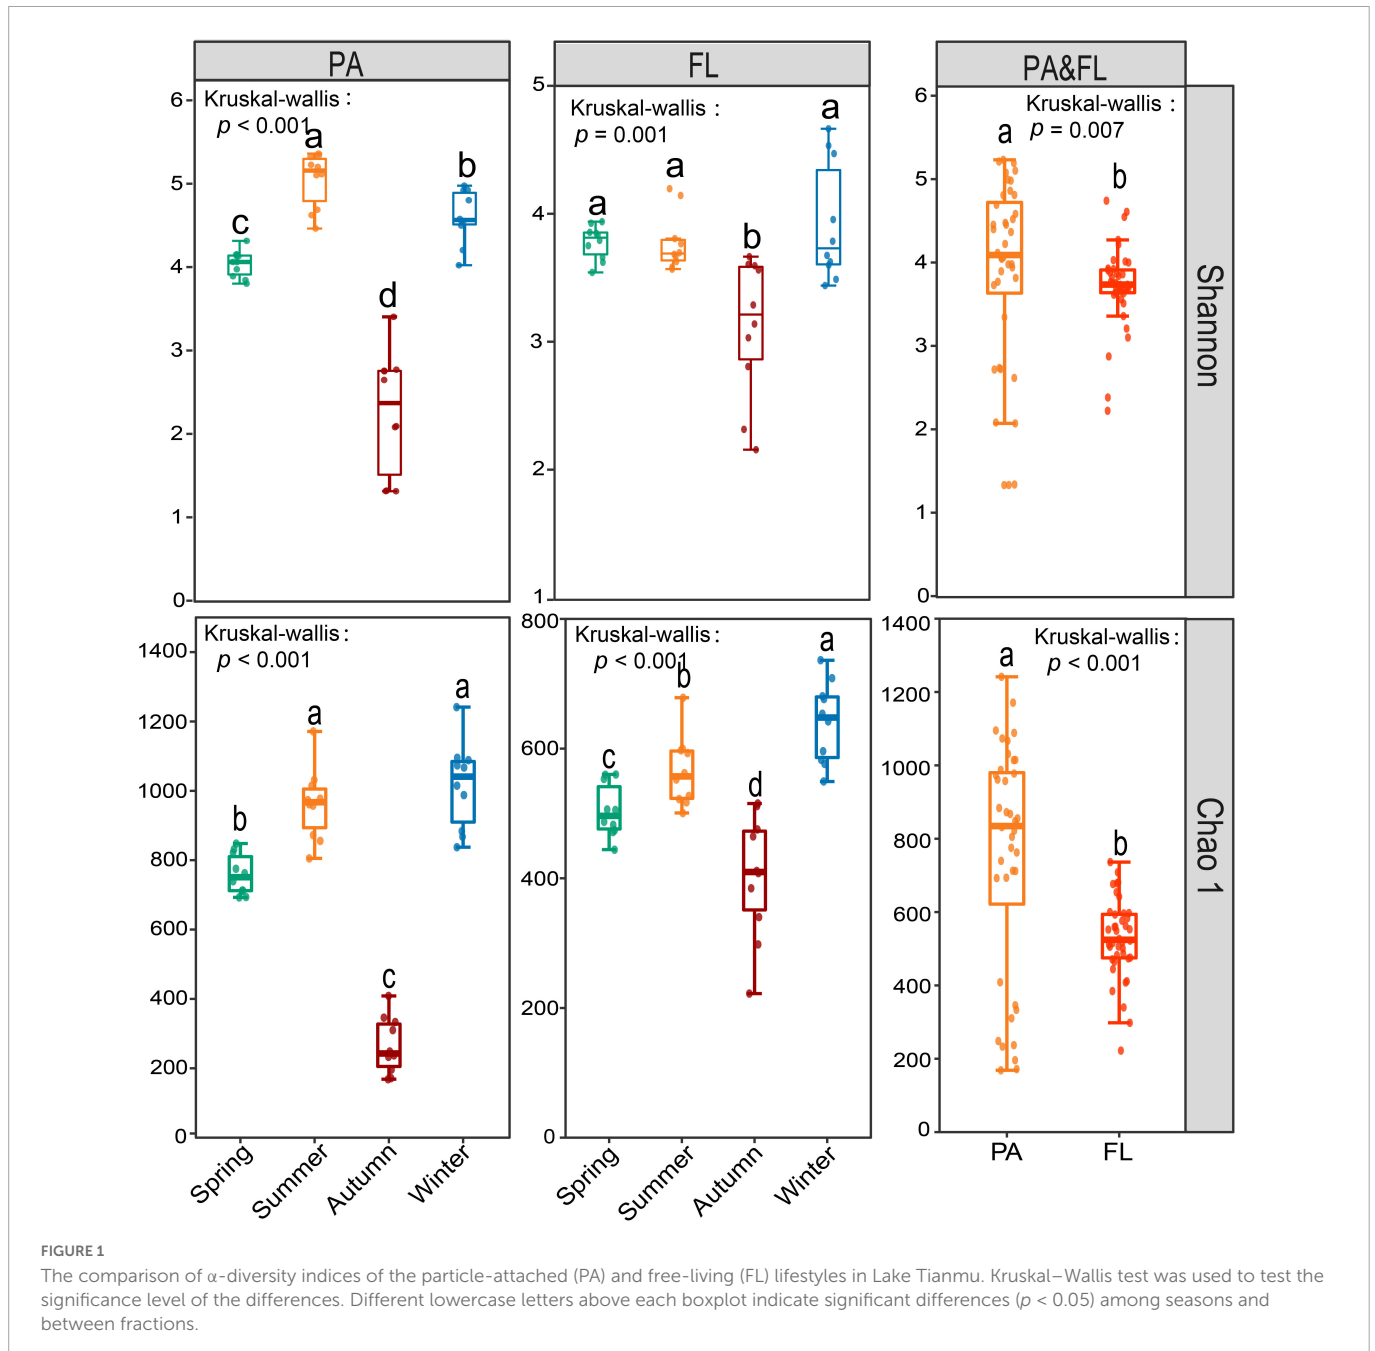 PA
FL
PA&FL
Kruskal-wallis :
p < 0.001
6
5
4
3
2
1
0
c
a
d
b
Kruskal-wallis :
p = 0.001
5
4
3
2
1
a
a
b
a
Kruskal-wallis :
p = 0.007
6
5
4
3
2
1
0
a
b
Shannon
Kruskal-wallis :
p < 0.001
1400
1200
1000
800
600
400
200
0
b
a
c
a
Spring
Summer
Autumn
Winter
Kruskal-wallis :
p < 0.001
800
600
400
200
0
c
b
d
a
Spring
Summer
Autumn
Winter
Kruskal-wallis :
p < 0.001
1400
1200
1000
800
600
400
200
0
a
b
PA
FL
Chao 1
FIGURE 1
The comparison of α-diversity indices of the particle-attached (PA) and free-living (FL) lifestyles in Lake Tianmu. Kruskal–Wallis test was used to test the
significance level of the differences. Different lowercase letters above each boxplot indicate significant differences (p < 0.05) among seasons and
between fractions.